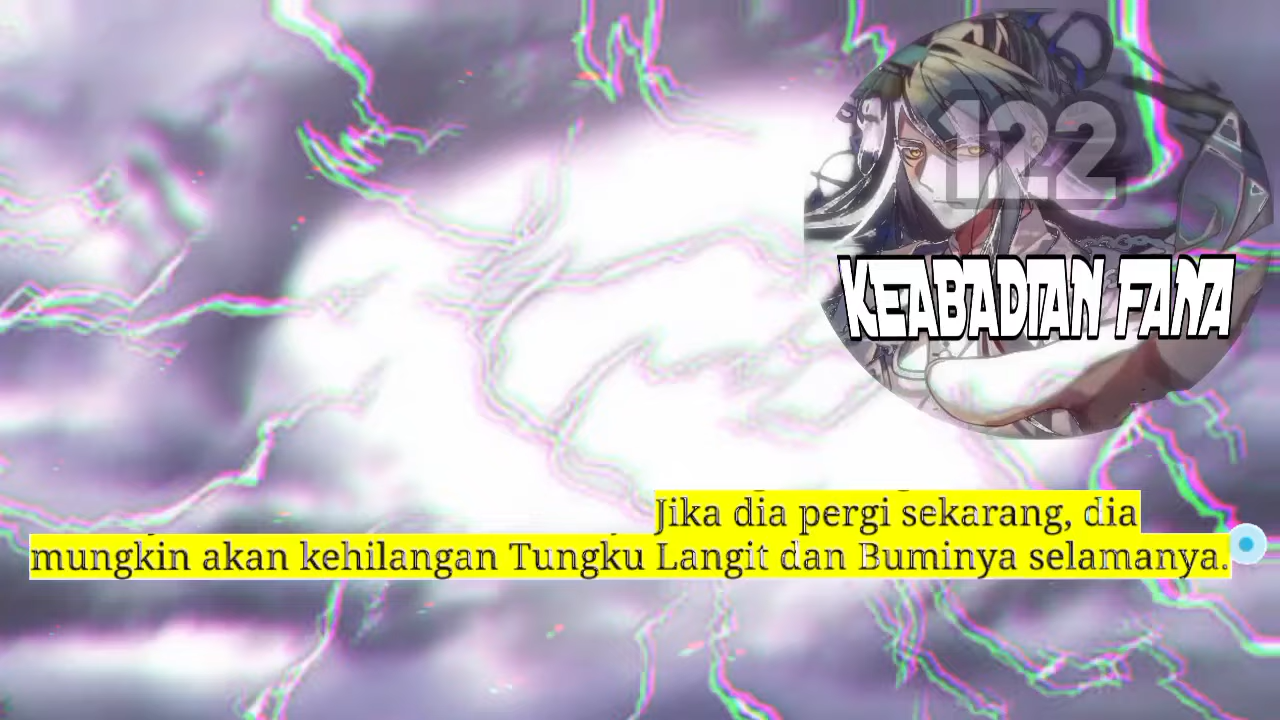 122
KEABADIAN FANA
Jika dia pergi sekarang, dia
mungkin akan kehilangan Tungku Langit dan Buminya selamanya.